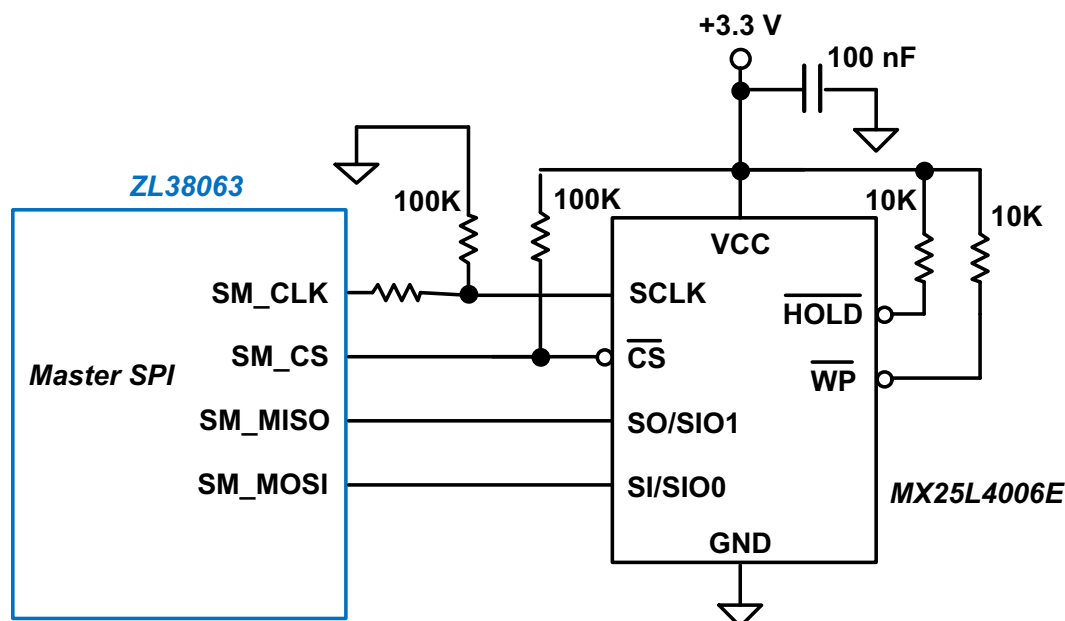 +3.3 V
100 nF
ZL38063
100K
100K
10K
10K
VCC
SM_CLK
SCLK
HOLD
SM_CS
CS
Master SPI
WP
SM_MISO
SO/SIO1
SM_MOSI
SI/SIO0
MX25L4006E
GND